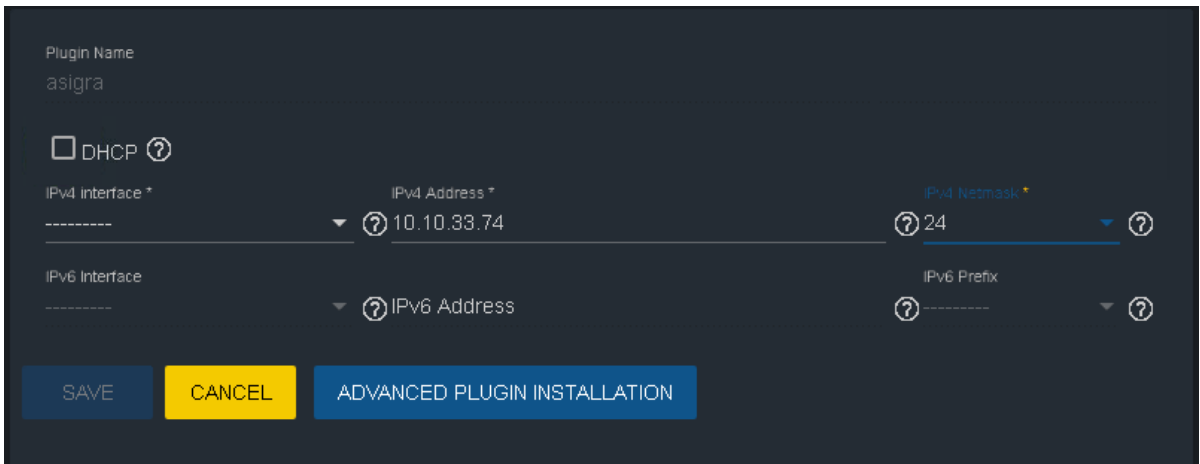 Plugin Name
asigra
DHCP ?
IPv4 interface * IPv4 Address * IPv4 Netmask *
--------- ? 10.10.33.74 ? 24 ?
IPv6 Interface IPv6 Prefix
--------- ? IPv6 Address ? --------- ?
SAVE CANCEL ADVANCED PLUGIN INSTALLATION